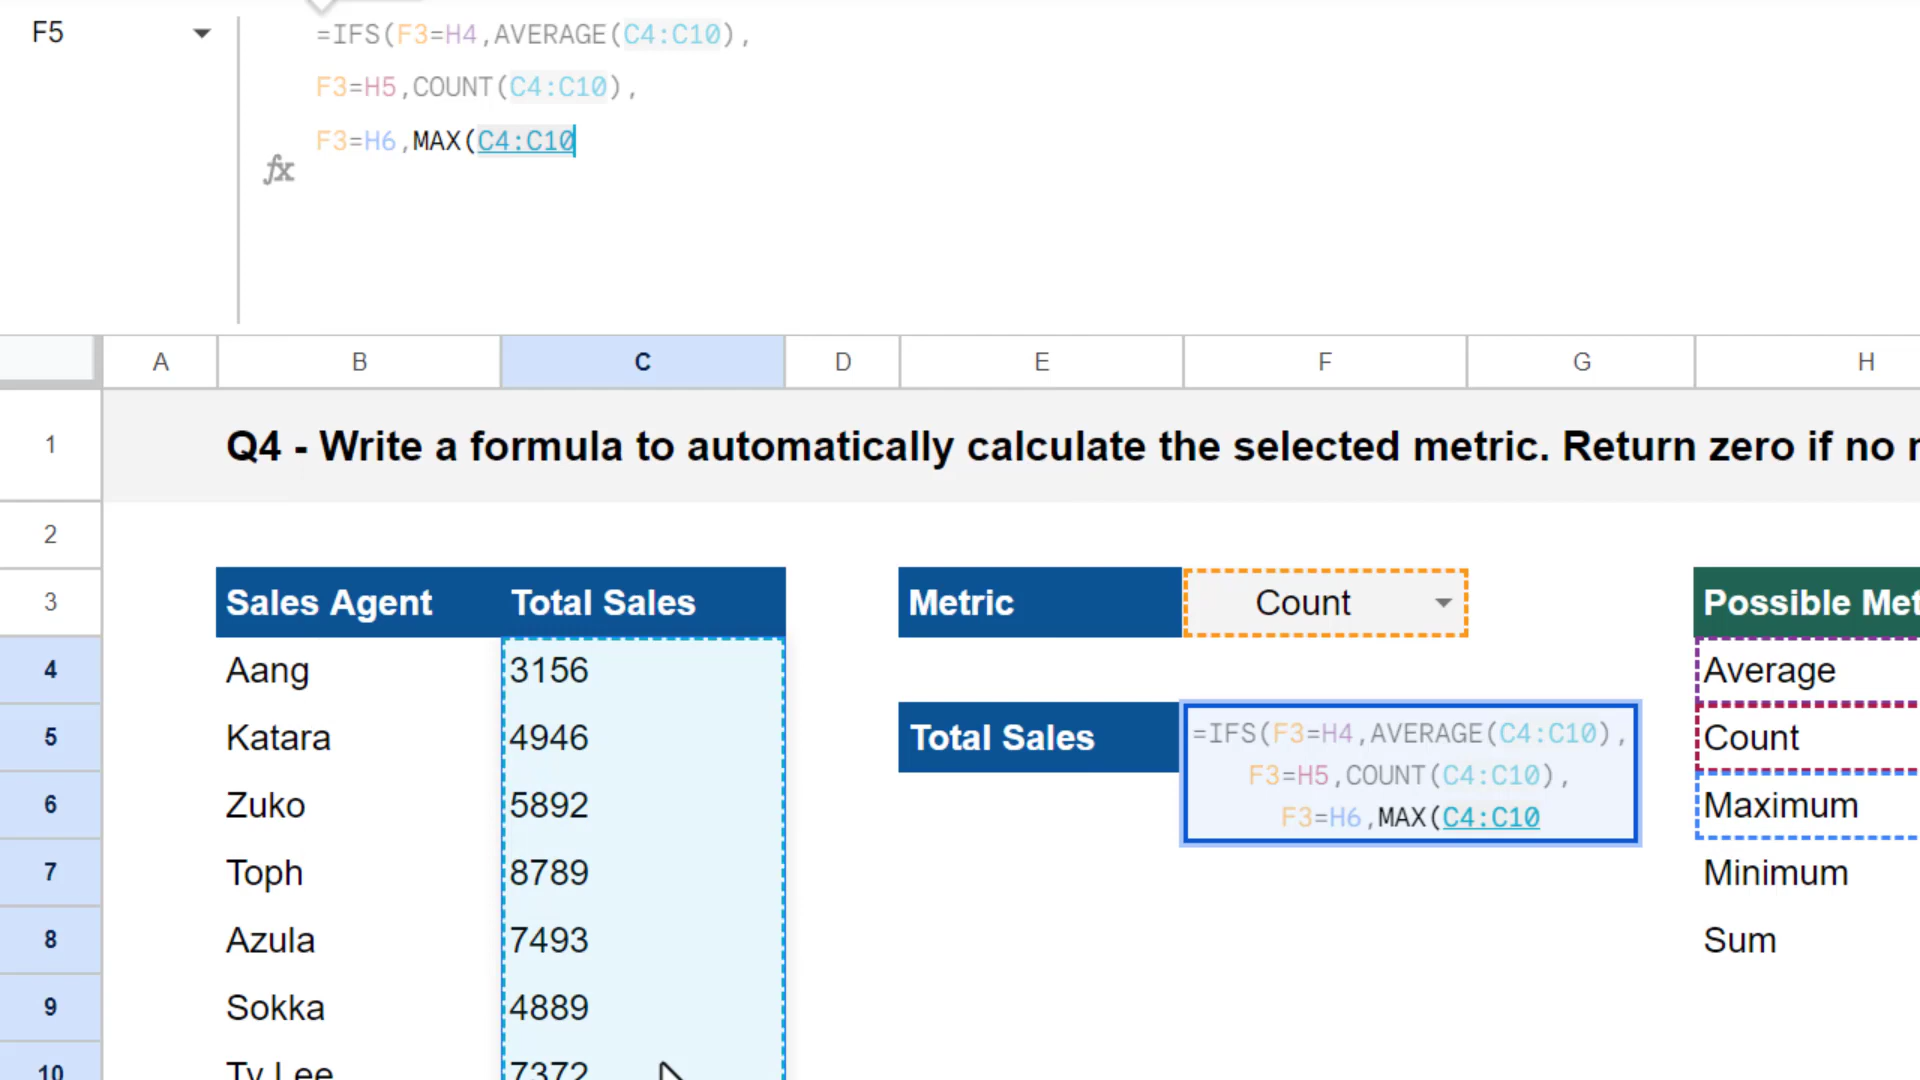 F5
=IFS(F3=H4,AVERAGE(C4:C10),
F3=H5,COUNT(C4:C10),
F3=H6,MAX(C4:C10
fx
A B C D E F G H
1 Q4 - Write a formula to automatically calculate the selected metric. Return zero if no
2
3 Sales Agent Total Sales Metric Count Possible Met
4 Aang 3156 Average
5 Katara 4946 Total Sales =IFS(F3=H4,AVERAGE(C4:C10), Count
F3=H5,COUNT(C4:C10),
6 Zuko 5892 F3=H6,MAX(C4:C10 Maximum
7 Toph 8789 Minimum
8 Azula 7493 Sum
9 Sokka 4889
10 Ty Lee 7372